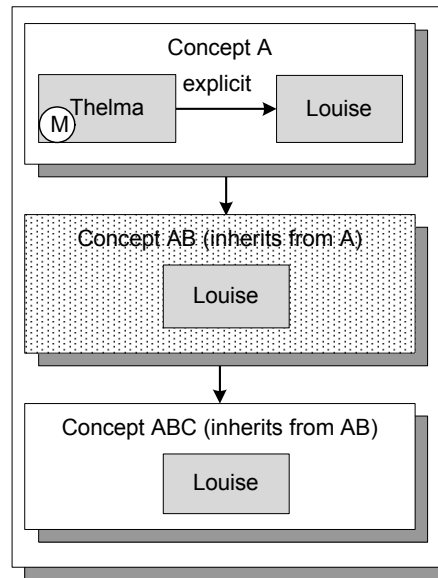 Concept A
explicit
Thelma
Louise
M
Concept AB (inherits from A)
Louise
Concept ABC (inherits from AB)
Louise